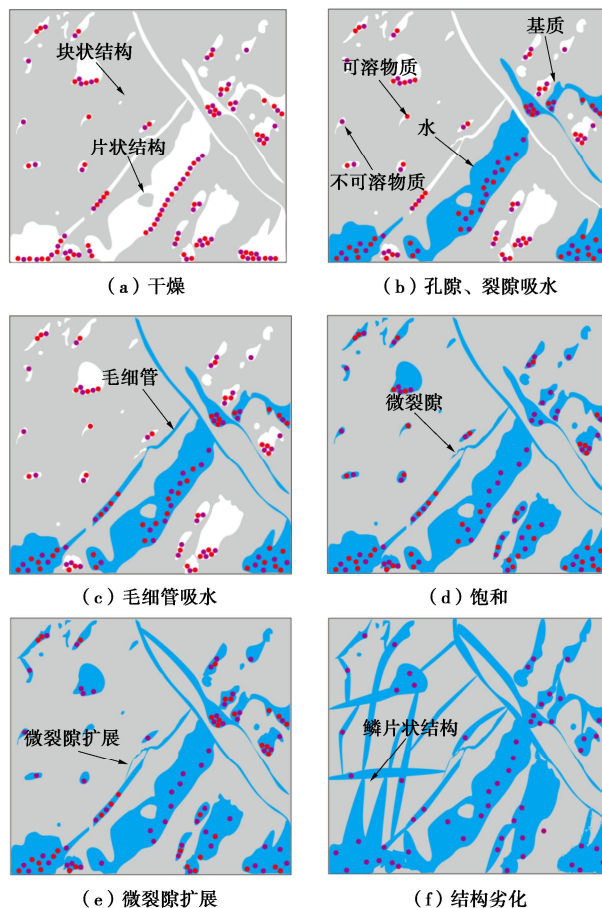 块状结构
片状结构
（a）干燥
基质
可溶物质
水
不可溶物质
（b）孔隙、裂隙吸水
毛细管
（c）毛细管吸水
微裂隙
（d）饱和
微裂隙扩展
（e）微裂隙扩展
鳞片状结构
（f）结构劣化